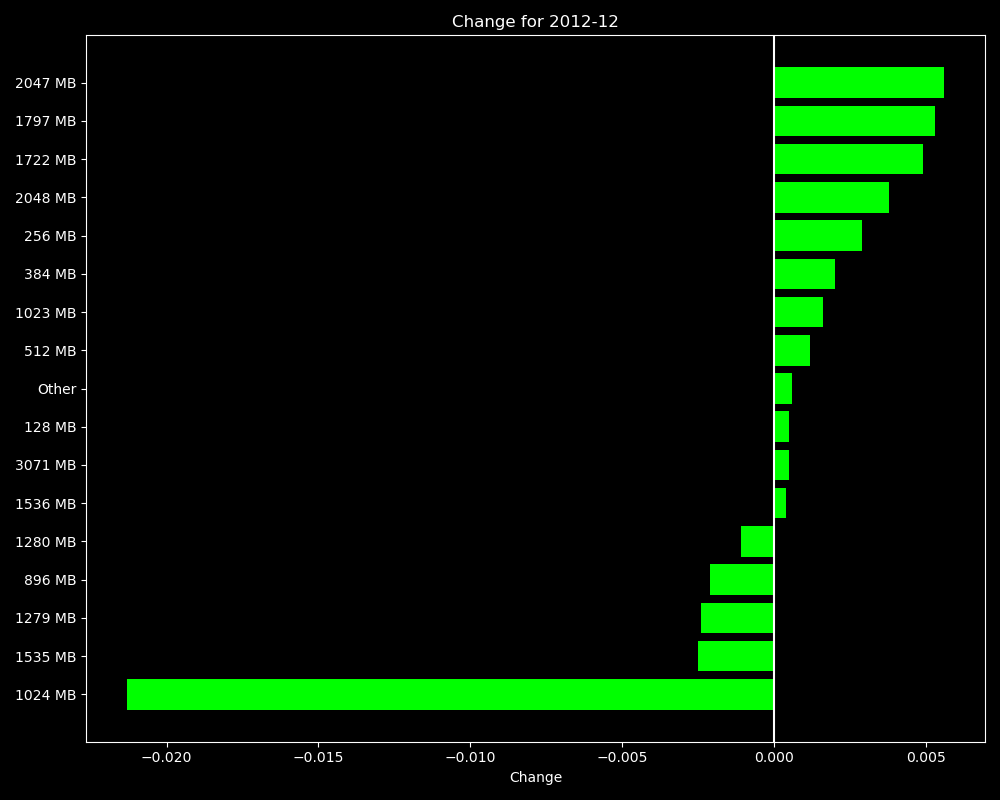 Change for 2012-12
2047 MB
1797 MB
1722 MB
2048 MB
256 MB
384 MB
1023 MB
512 MB
Other
128 MB
3071 MB
1536 MB
1280 MB
896 MB
1279 MB
1535 MB
1024 MB
−0.020 −0.015 −0.010 −0.005 0.000 0.005
Change